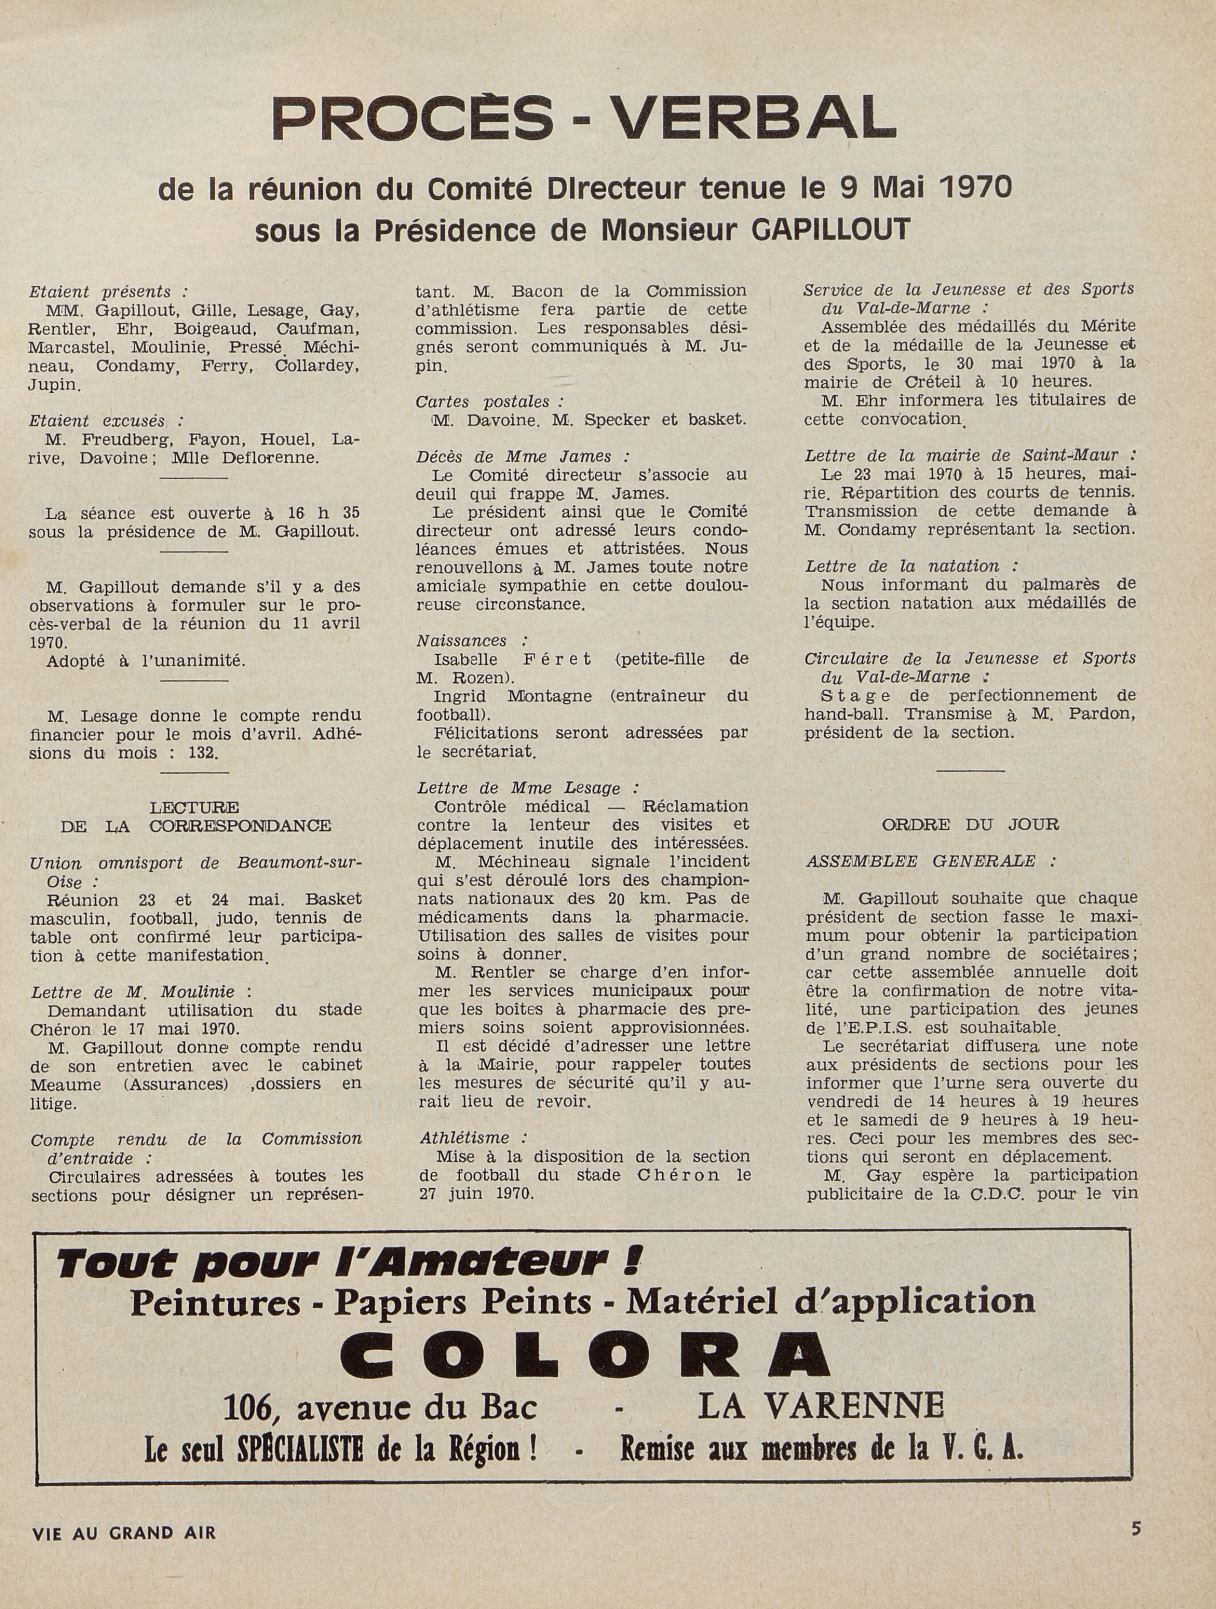 PROCÈS - VERBAL
de la réunion du Comité DIrecteur tenue le 9 Mai 1970
sous la Présidence de Monsieur GAPILLOUT
Etaient présents :
MM. Gapillout, Gille, Lesage, Gay,
Rentler, Ehr, Boigeaud, Caufman,
Marcastel, Moulinie, Pressé, Méchi-
neau, Condamy, Ferry, Collardey,
Jupin.
Etaient excusés :
M. Freudberg, Fayon, Houel, La-
rive, Davoine ; Mlle Deflorenne.
La séance est ouverte à 16 h 35
sous la présidence de M. Gapillout.
M. Gapillout demande s'il y a des
observations à formuler sur le pro-
cès-verbal de la réunion du 11 avril
1970.
Adopté à l'unanimité.
M. Lesage donne le compte rendu
financier pour le mois d'avril. Adhé-
sions du mois : 132.
LECTURE
DE LA CORRESPONDANCE
Union omnisport de Beaumont-sur-
Oise :
Réunion 23 et 24 mai. Basket
masculin, football, judo, tennis de
table ont confirmé leur participa-
tion à cette manifestation.
Lettre de M. Moulinie :
Demandant utilisation du stade
Chéron le 17 mai 1970.
M. Gapillout donne compte rendu
de son entretien avec le cabinet
Meaume (Assurances) ,dossiers en
litige.
Compte rendu de la Commission
d'entraide :
Circulaires adressées à toutes les
sections pour désigner un représen-
tant. M. Bacon de la Commission
d'athlétisme fera partie de cette
commission. Les responsables dési-
gnés seront communiqués à M. Ju-
pin.
Cartes postales :
M. Davoine. M. Specker et basket.
Décès de Mme James :
Le Comité directeur s'associe au
deuil qui frappe M. James.
Le président ainsi que le Comité
directeur ont adressé leurs condo-
léances émues et attristées. Nous
renouvellons à M. James toute notre
amiciale sympathie en cette doulou-
reuse circonstance.
Naissances :
Isabelle Féret (petite-fille de
M. Rozen).
Ingrid Montagne (entraîneur du
football).
Félicitations seront adressées par
le secrétariat.
Lettre de Mme Lesage :
Contrôle médical — Réclamation
contre la lenteur des visites et
déplacement inutile des intéressées.
M. Méchineau signale l'incident
qui s'est déroulé lors des champion-
nats nationaux des 20 km. Pas de
médicaments dans la pharmacie.
Utilisation des salles de visites pour
soins à donner.
M. Rentler se charge d'en infor-
mer les services municipaux pour
que les boîtes à pharmacie des pre-
miers soins soient approvisionnées.
Il est décidé d'adresser une lettre
à la Mairie, pour rappeler toutes
les mesures de sécurité qu'il y au-
rait lieu de revoir.
Athlétisme :
Mise à la disposition de la section
de football du stade Chéron le
27 juin 1970.
Service de la Jeunesse et des Sports
du Val-de-Marne :
Assemblée des médaillés du Mérite
et de la médaille de la Jeunesse et
des Sports, le 30 mai 1970 à la
mairie de Créteil à 10 heures.
M. Ehr informera les titulaires de
cette convocation.
Lettre de la mairie de Saint-Maur :
Le 23 mai 1970 à 15 heures, mai-
rie. Répartition des courts de tennis.
Transmission de cette demande à
M. Condamy représentant la section.
Lettre de la natation :
Nous informant du palmarès de
la section natation aux médaillés de
l'équipe.
Circulaire de la Jeunesse et Sports
du Val-de-Marne :
Stage de perfectionnement de
hand-ball. Transmise à M. Pardon,
président de la section.
ORDRE DU JOUR
ASSEMBLEE GENERALE :
M. Gapillout souhaite que chaque
président de section fasse le maxi-
mum pour obtenir la participation
d'un grand nombre de sociétaires ;
car cette assemblée annuelle doit
être la confirmation de notre vita-
lité, une participation des jeunes
de l'E.P.I.S. est souhaitable.
Le secrétariat diffusera une note
aux présidents de sections pour les
informer que l'urne sera ouverte du
vendredi de 14 heures à 19 heures
et le samedi de 9 heures à 19 heu-
res. Ceci pour les membres des sec-
tions qui seront en déplacement.
M. Gay espère la participation
publicitaire de la C.D.C. pour le vin
Tout pour l'Amateur !
Peintures - Papiers Peints - Matériel d'application
COLORA
106, avenue du Bac - LA VARENNE
Le seul SPÉCIALISTE de la Région ! - Remise aux membres de la V. G. A.
VIE AU GRAND AIR
5